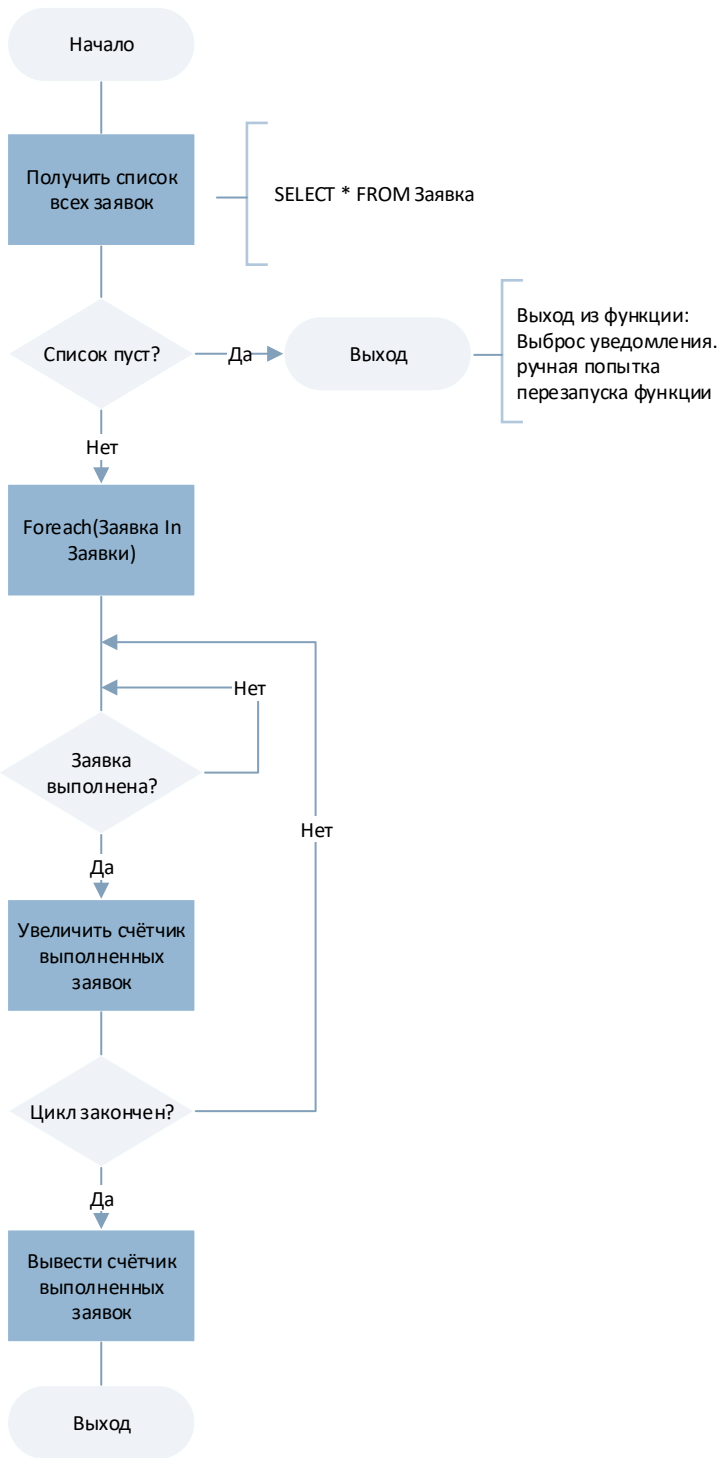 Начало
Получить список
всех заявок
SELECT * FROM Заявка
Список пуст?
Да
Выход
Выход из функции:
Выброс уведомления.
ручная попытка
перезапуска функции
Нет
Foreach(Заявка In
Заявки)
Нет
Заявка
выполнена?
Нет
Да
Увеличить счётчик
выполненных
заявок
Цикл закончен?
Да
Вывести счётчик
выполненных
заявок
Выход